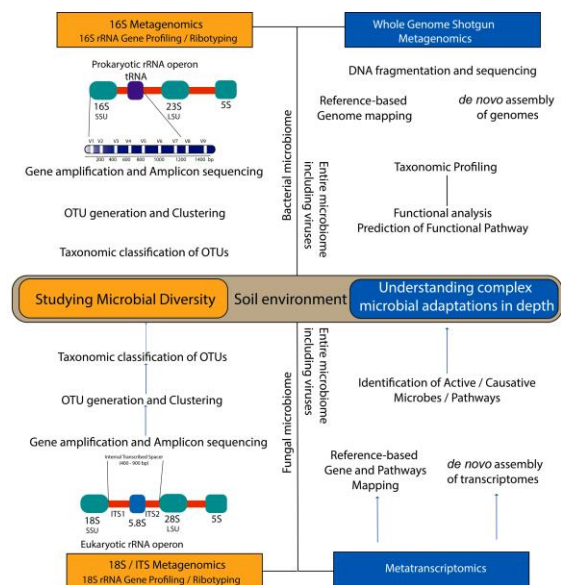 16S Metagenomics
16S rRNA Gene Profiling / Ribotyping
Prokaryotic rRNA operon
tRNA
16S
SSU
23S
LSU
5S
V1 V2 V3 V4 V5 V6 V7 V8 V9
200 400 600 800 1000 1200 1400 bp
Gene amplification and Amplicon sequencing
OTU generation and Clustering
Taxonomic classification of OTUs
Bacterial microbiome
Entire microbiome
including viruses
Whole Genome Shotgun
Metagenomics
DNA fragmentation and sequencing
Reference-based
Genome mapping
de novo assembly
of genomes
Taxonomic Profiling
Functional analysis
Prediction of Functional Pathway
Studying Microbial Diversity
Soil environment
Understanding complex
microbial adaptations in depth
Taxonomic classification of OTUs
OTU generation and Clustering
Gene amplification and Amplicon sequencing
Internal Transcribed Spacer
(400 - 900 bp)
18S
SSU
ITS1
5.8S
ITS2
28S
LSU
5S
Eukaryotic rRNA operon
18S / ITS Metagenomics
18S rRNA Gene Profiling / Ribotyping
Fungal microbiome
Entire microbiome
including viruses
Identification of Active / Causative
Microbes / Pathways
Reference-based
Gene and Pathways
Mapping
de novo assembly
of transcriptomes
Metatranscriptomics